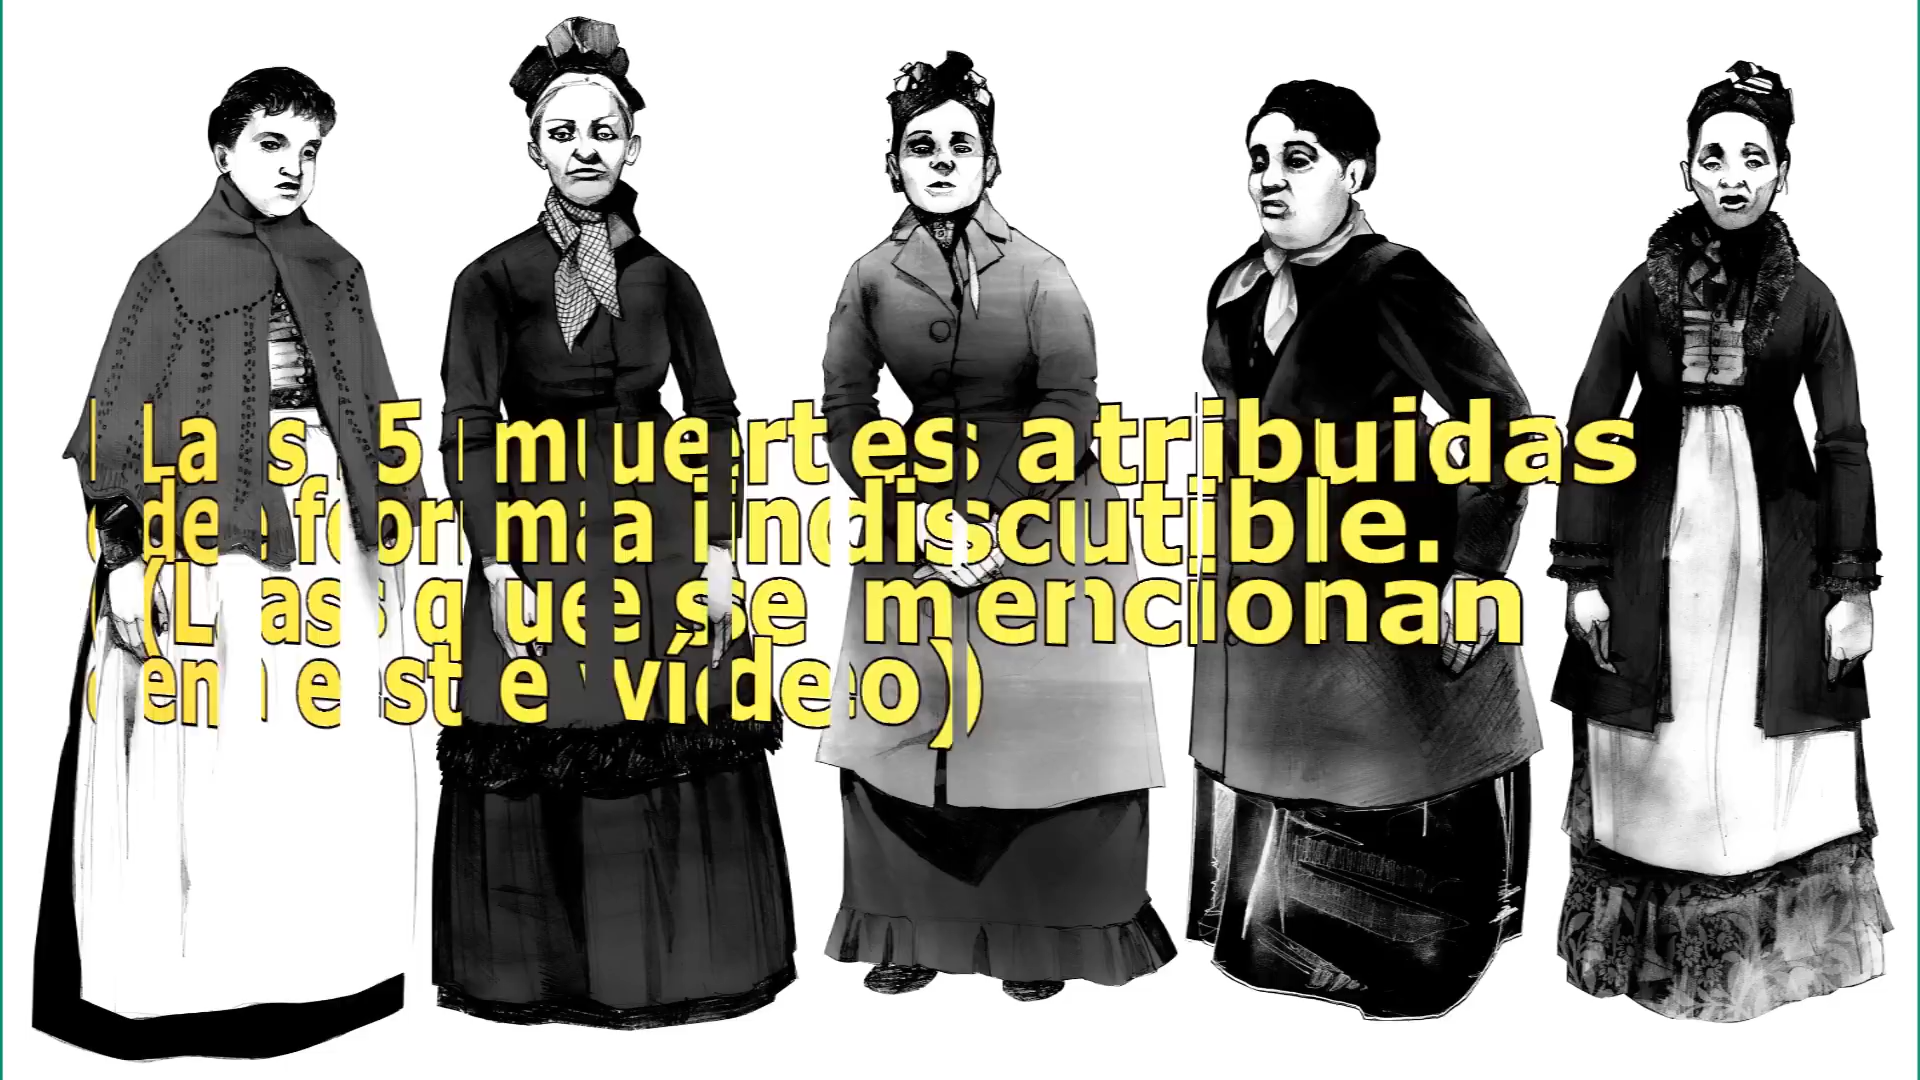 Las 5 muertes atribuidas
de forma indiscutible.
(Las que se mencionan
en este vídeo)